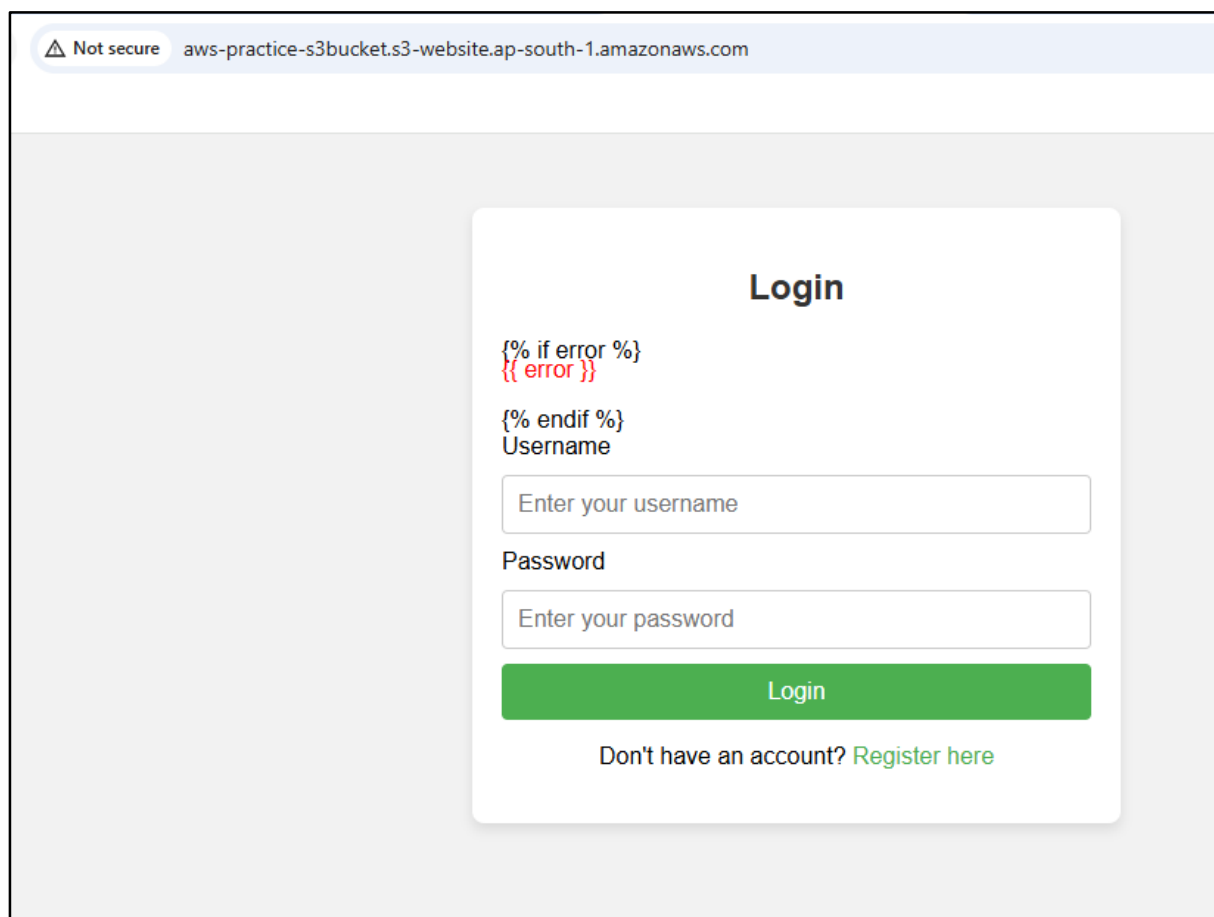 Not secure aws-practice-s3bucket.s3-website.ap-south-1.amazonaws.com
Login
{% if error %}
{{ error }}
{% endif %}
Username
Enter your username
Password
Enter your password
Login
Don't have an account? Register here